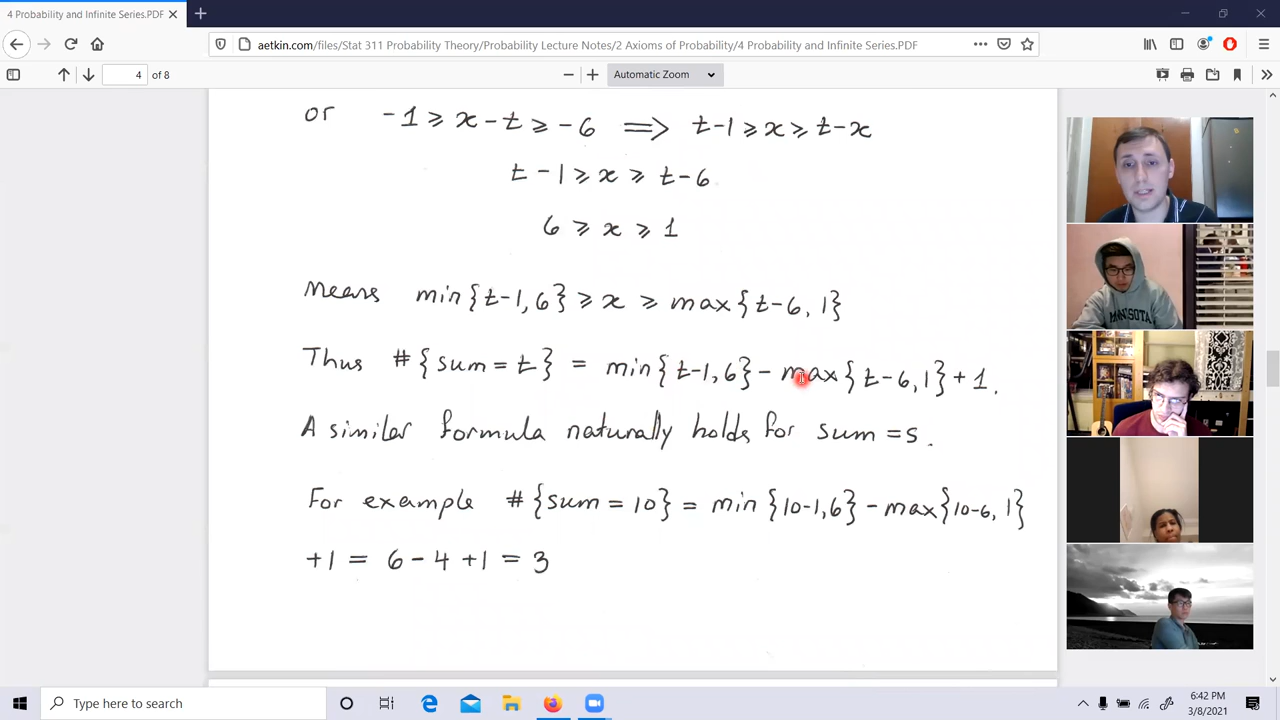 4 Probability and Infinite Series.PDF
aetkin.com/files/Stat 311 Probability Theory/Probability Lecture Notes/2 Axioms of Probability/4 Probability and Infinite Series.PDF
4 of 8
Automatic Zoom
or -1 ⩾ x-t ⩾ -6 ⟹ t-1 ⩾ x ⩾ t-x
t-1 ⩾ x ⩾ t-6
6 ⩾ x ⩾ 1
Means min{t-1, 6} ⩾ x ⩾ max{t-6, 1}
Thus #{sum = t} = min{t-1, 6} - max{t-6, 1} + 1.
A similar formula naturally holds for sum = s.
For example #{sum = 10} = min{10-1, 6} - max{10-6, 1}
+1 = 6 - 4 + 1 = 3
MINNESOTA
Type here to search
6:42 PM
3/8/2021